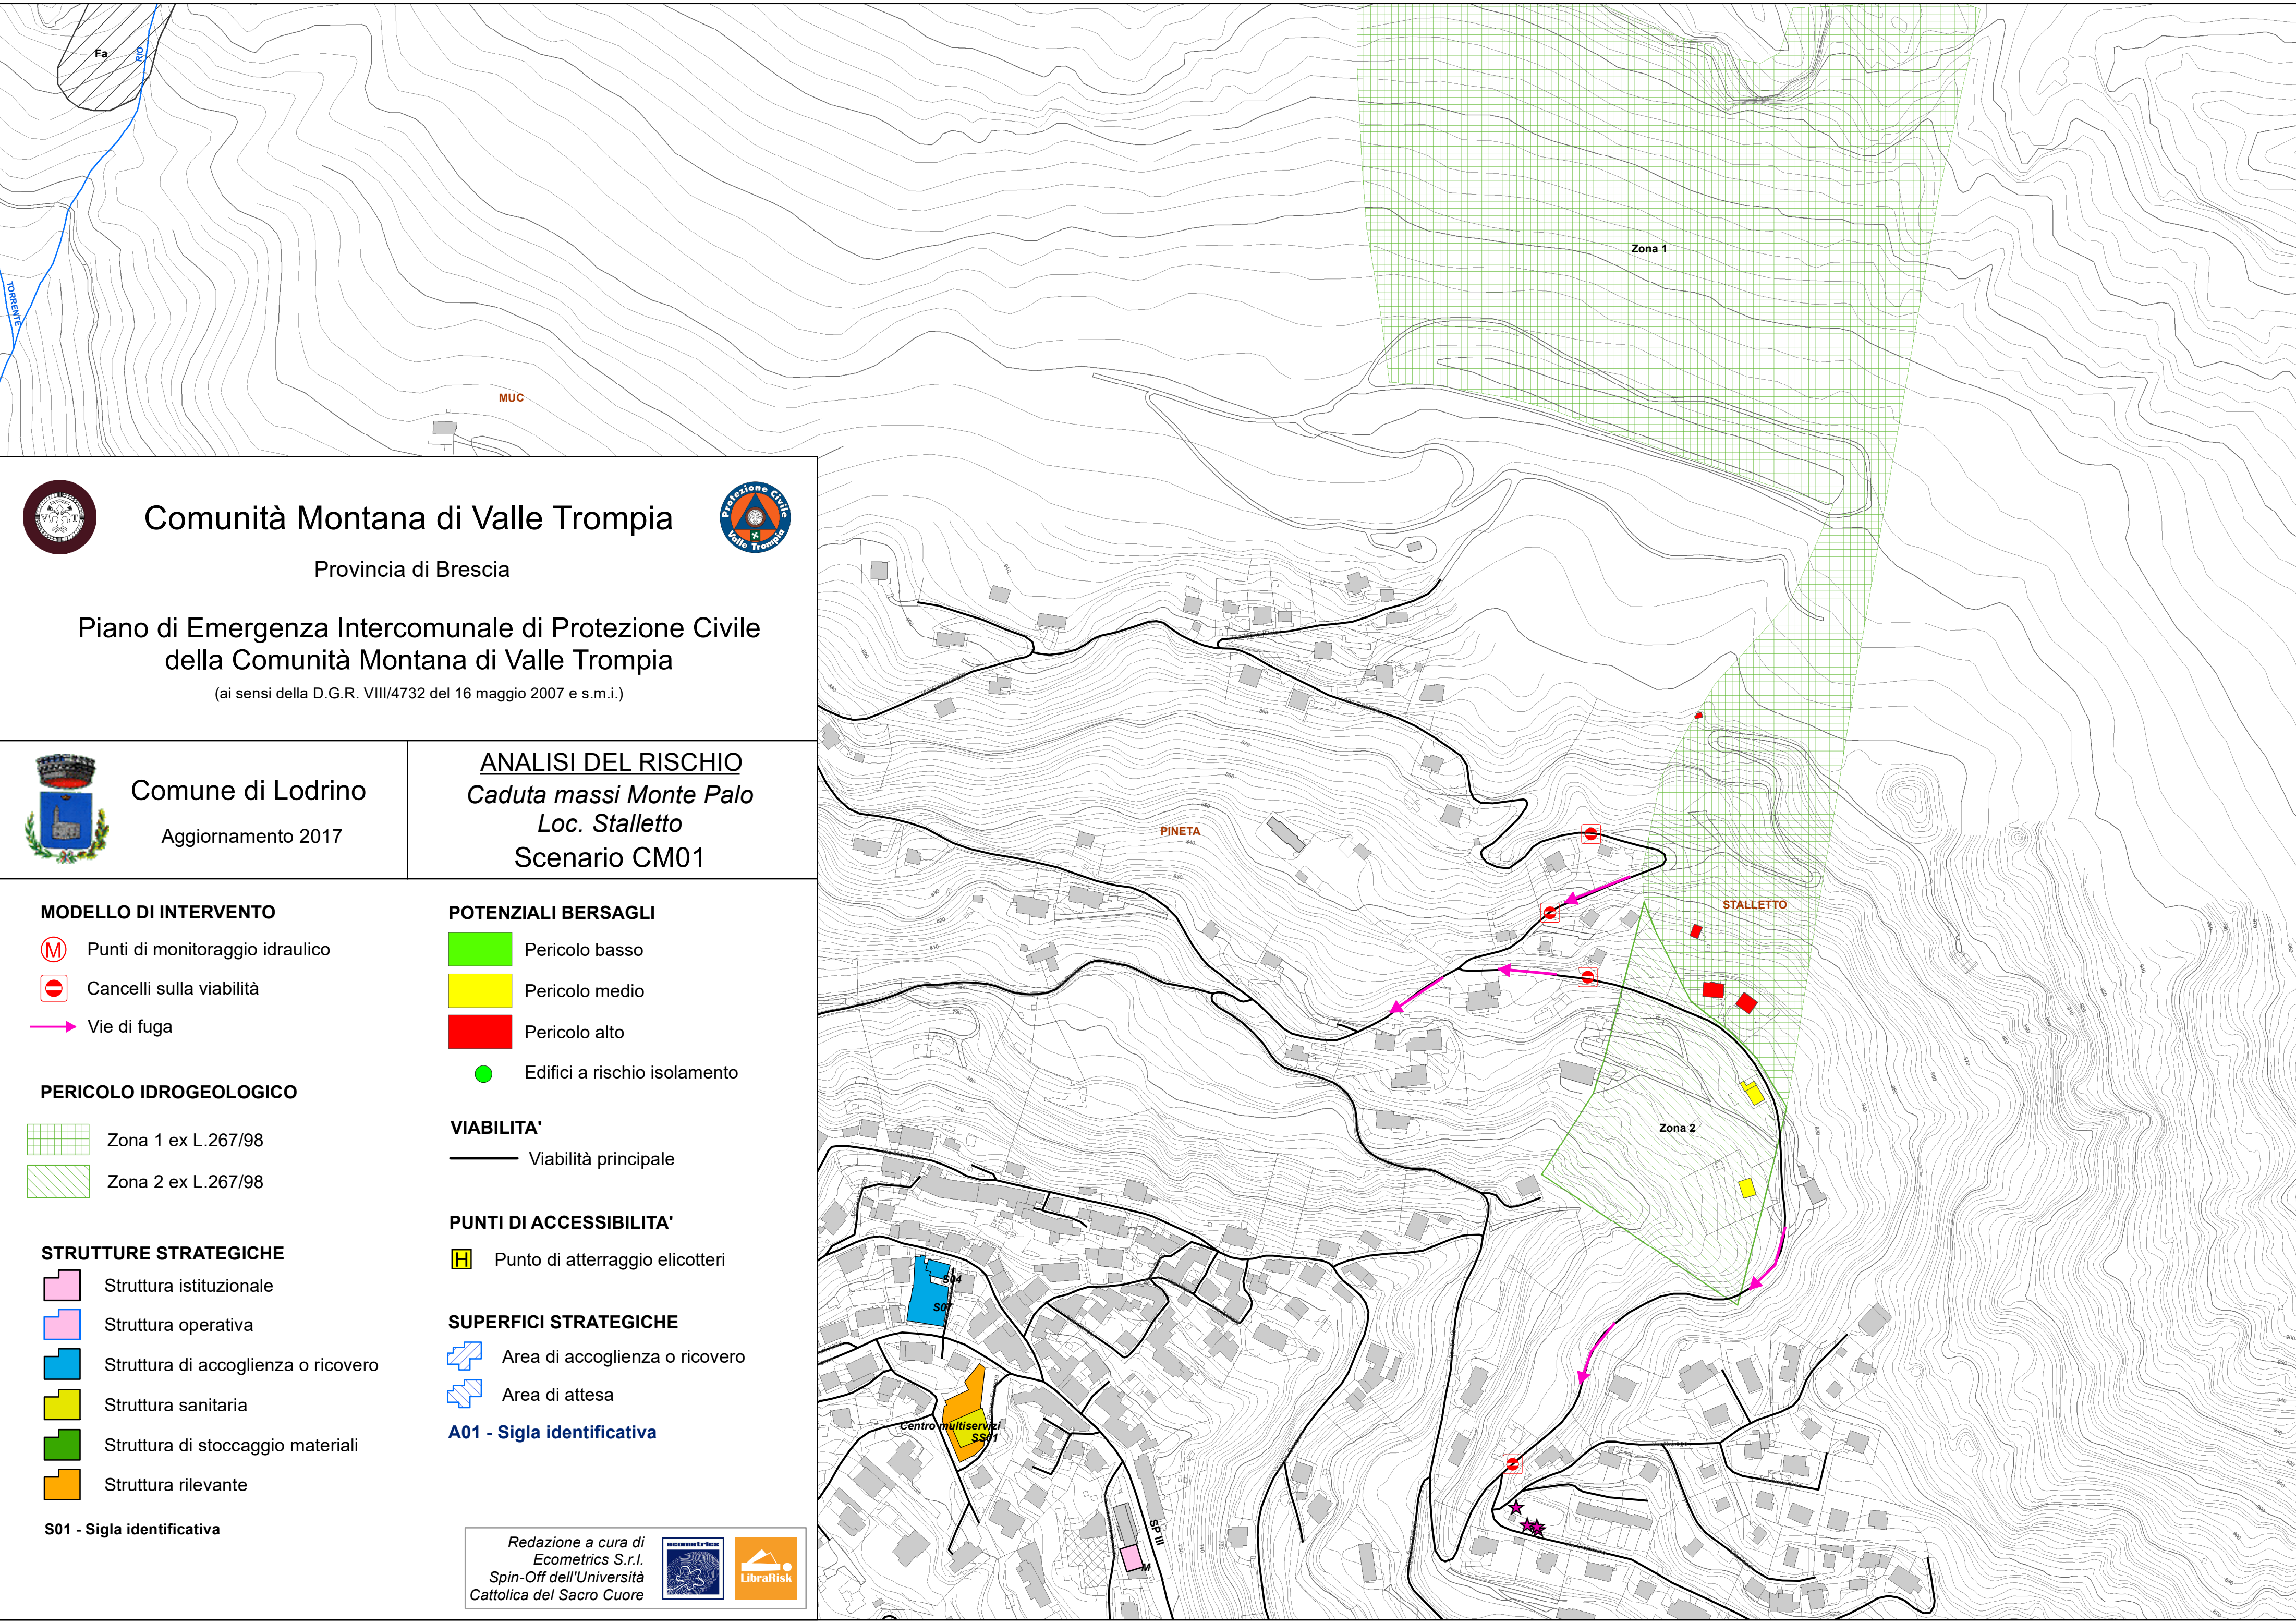 Fa
RIO
TORRENTE
MUC
Zona 1
Comunità Montana di Valle Trompia
Provincia di Brescia
Piano di Emergenza Intercomunale di Protezione Civile
della Comunità Montana di Valle Trompia
(ai sensi della D.G.R. VIII/4732 del 16 maggio 2007 e s.m.i.)
V T
Protezione Civile
Valle Trompia
Comune di Lodrino
Aggiornamento 2017
ANALISI DEL RISCHIO
Caduta massi Monte Palo
Loc. Stalletto
Scenario CM01
MODELLO DI INTERVENTO
M Punti di monitoraggio idraulico
Cancelli sulla viabilità
Vie di fuga
PERICOLO IDROGEOLOGICO
Zona 1 ex L.267/98
Zona 2 ex L.267/98
STRUTTURE STRATEGICHE
Struttura istituzionale
Struttura operativa
Struttura di accoglienza o ricovero
Struttura sanitaria
Struttura di stoccaggio materiali
Struttura rilevante
S01 - Sigla identificativa
POTENZIALI BERSAGLI
Pericolo basso
Pericolo medio
Pericolo alto
Edifici a rischio isolamento
VIABILITA'
Viabilità principale
PUNTI DI ACCESSIBILITA'
H Punto di atterraggio elicotteri
SUPERFICI STRATEGICHE
Area di accoglienza o ricovero
Area di attesa
A01 - Sigla identificativa
Redazione a cura di
Ecometrics S.r.l.
Spin-Off dell'Università
Cattolica del Sacro Cuore
ecometrics
LibraRisk
PINETA
STALLETTO
Zona 2
S04
S07
Centro multiservizi
SS01
SP III
M